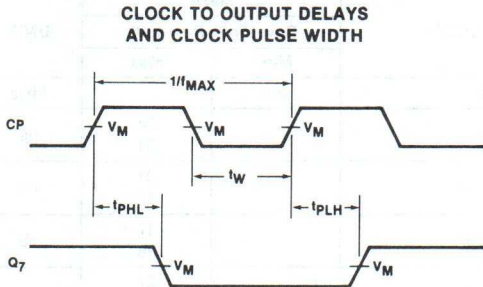 CLOCK TO OUTPUT DELAYS
AND CLOCK PULSE WIDTH
1/fMAX
CP
VM
VM
VM
tW
tPHL
tPLH
Q7
VM
VM